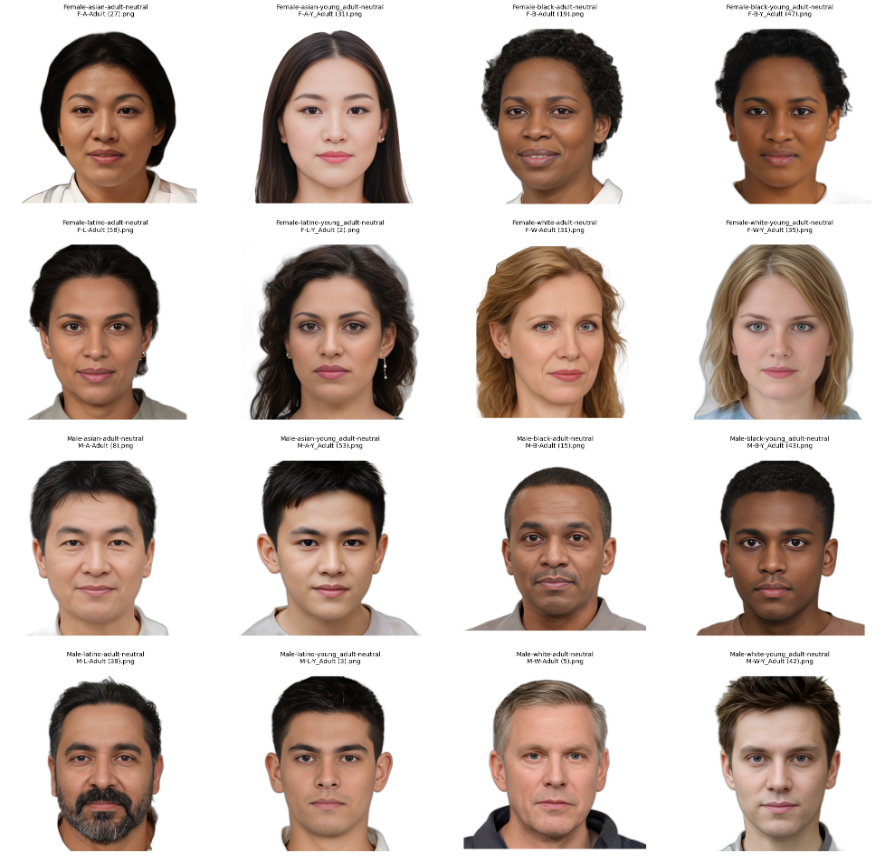 Female-asian-adult-neutral
F-A-Adult (27).png
Female-asian-young_adult-neutral
F-A-Y_Adult (31).png
Female-black-adult-neutral
F-B-Adult (19).png
Female-black-young_adult-neutral
F-B-Y_Adult (47).png
Female-latino-adult-neutral
F-L-Adult (58).png
Female-latino-young_adult-neutral
F-L-Y_Adult (2).png
Female-white-adult-neutral
F-W-Adult (31).png
Female-white-young_adult-neutral
F-W-Y_Adult (35).png
Male-asian-adult-neutral
M-A-Adult (8).png
Male-asian-young_adult-neutral
M-A-Y_Adult (53).png
Male-black-adult-neutral
M-B-Adult (15).png
Male-black-young_adult-neutral
M-B-Y_Adult (43).png
Male-latino-adult-neutral
M-L-Adult (38).png
Male-latino-young_adult-neutral
M-L-Y_Adult (3).png
Male-white-adult-neutral
M-W-Adult (5).png
Male-white-young_adult-neutral
M-W-Y_Adult (42).png